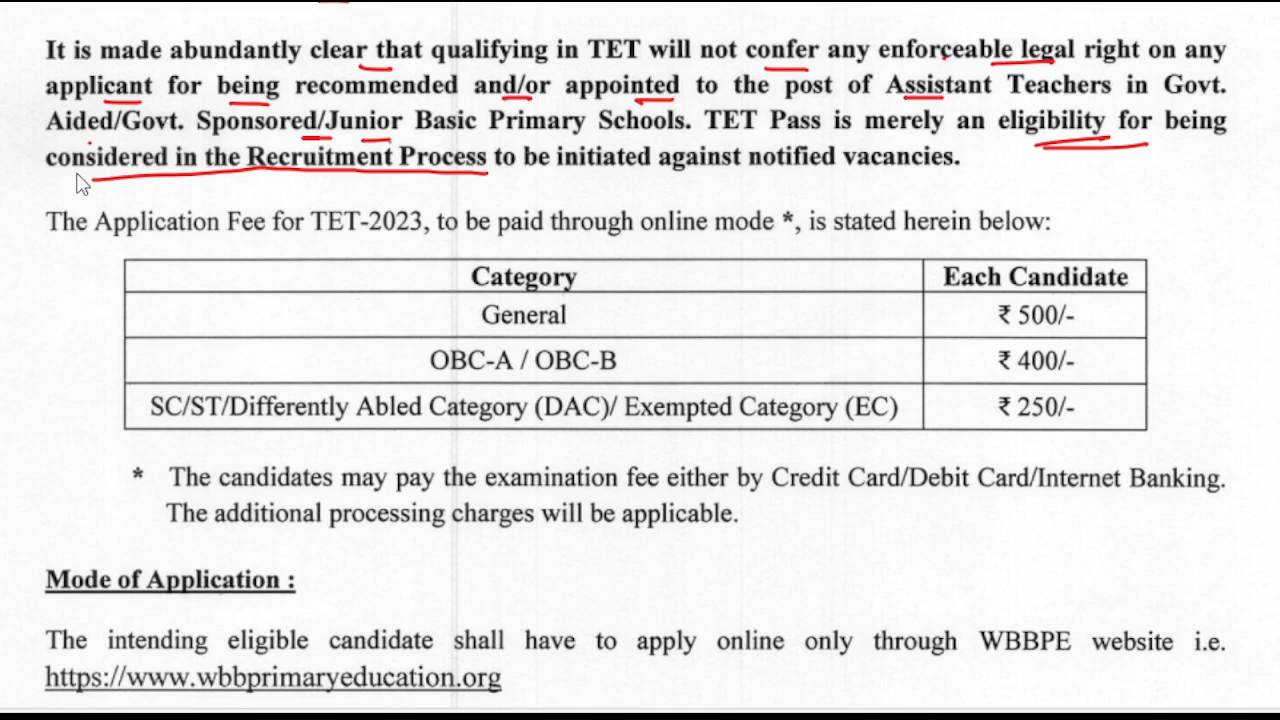 It is made abundantly clear that qualifying in TET will not confer any enforceable legal right on any
applicant for being recommended and/or appointed to the post of Assistant Teachers in Govt.
Aided/Govt. Sponsored/Junior Basic Primary Schools. TET Pass is merely an eligibility for being
considered in the Recruitment Process to be initiated against notified vacancies.
The Application Fee for TET-2023, to be paid through online mode *, is stated herein below:
Category Each Candidate
General ₹ 500/-
OBC-A / OBC-B ₹ 400/-
SC/ST/Differently Abled Category (DAC)/ Exempted Category (EC) ₹ 250/-
* The candidates may pay the examination fee either by Credit Card/Debit Card/Internet Banking.
The additional processing charges will be applicable.
Mode of Application :
The intending eligible candidate shall have to apply online only through WBBPE website i.e.
https://www.wbbprimaryeducation.org